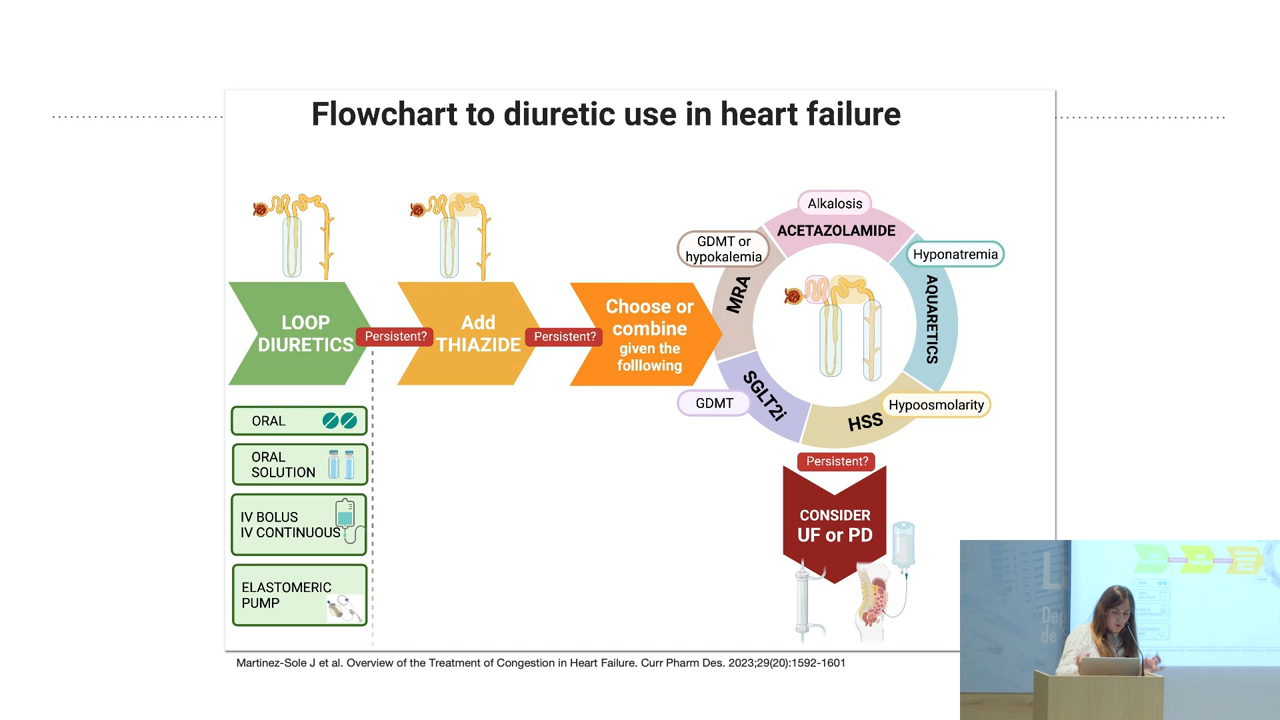 Flowchart to diuretic use in heart failure
LOOP
DIURETICS
Persistent?
Add
THIAZIDE
Persistent?
Choose or
combine
given the
folllowing
Alkalosis
ACETAZOLAMIDE
Hyponatremia
AQUARETICS
Hypoosmolarity
HSS
GDMT
SGLT2i
GDMT or
hypokalemia
MRA
Persistent?
CONSIDER
UF or PD
ORAL
ORAL
SOLUTION
IV BOLUS
IV CONTINUOUS
ELASTOMERIC
PUMP
Martinez-Sole J et al. Overview of the Treatment of Congestion in Heart Failure. Curr Pharm Des. 2023;29(20):1592-1601